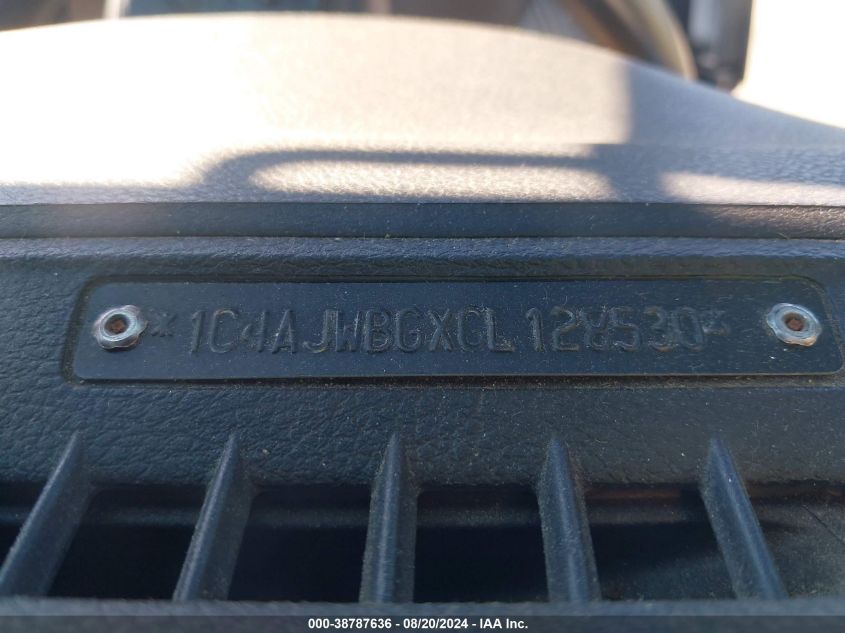 *1C4AJWBGXCL128530*
000-38787636 - 08/20/2024 - IAA, Inc.